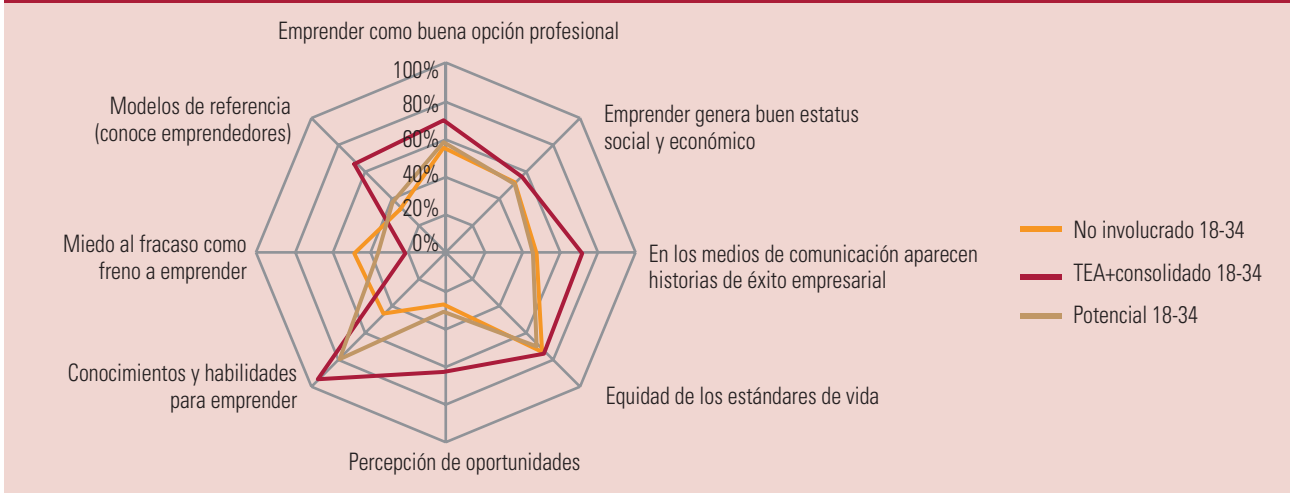 Emprender como buena opción profesional
100%
80%
60%
40%
20%
0%
Modelos de referencia
(conoce emprendedores)
Emprender genera buen estatus
social y económico
Miedo al fracaso como
freno a emprender
En los medios de comunicación aparecen
historias de éxito empresarial
Conocimientos y habilidades
para emprender
Equidad de los estándares de vida
Percepción de oportunidades
No involucrado 18-34
TEA+consolidado 18-34
Potencial 18-34